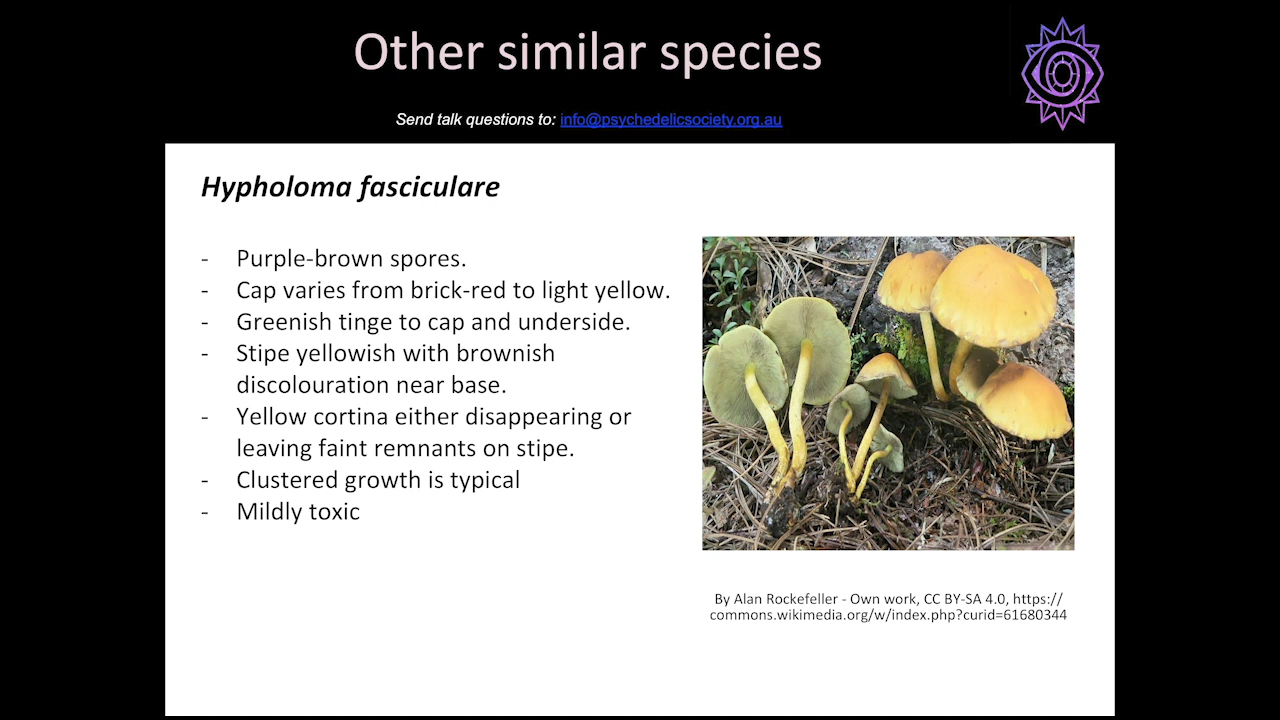 Other similar species
Send talk questions to: info@psychedelicsociety.org.au
Hypholoma fasciculare
- Purple-brown spores.
- Cap varies from brick-red to light yellow.
- Greenish tinge to cap and underside.
- Stipe yellowish with brownish
discolouration near base.
- Yellow cortina either disappearing or
leaving faint remnants on stipe.
- Clustered growth is typical
- Mildly toxic
By Alan Rockefeller - Own work, CC BY-SA 4.0, https://
commons.wikimedia.org/w/index.php?curid=61680344